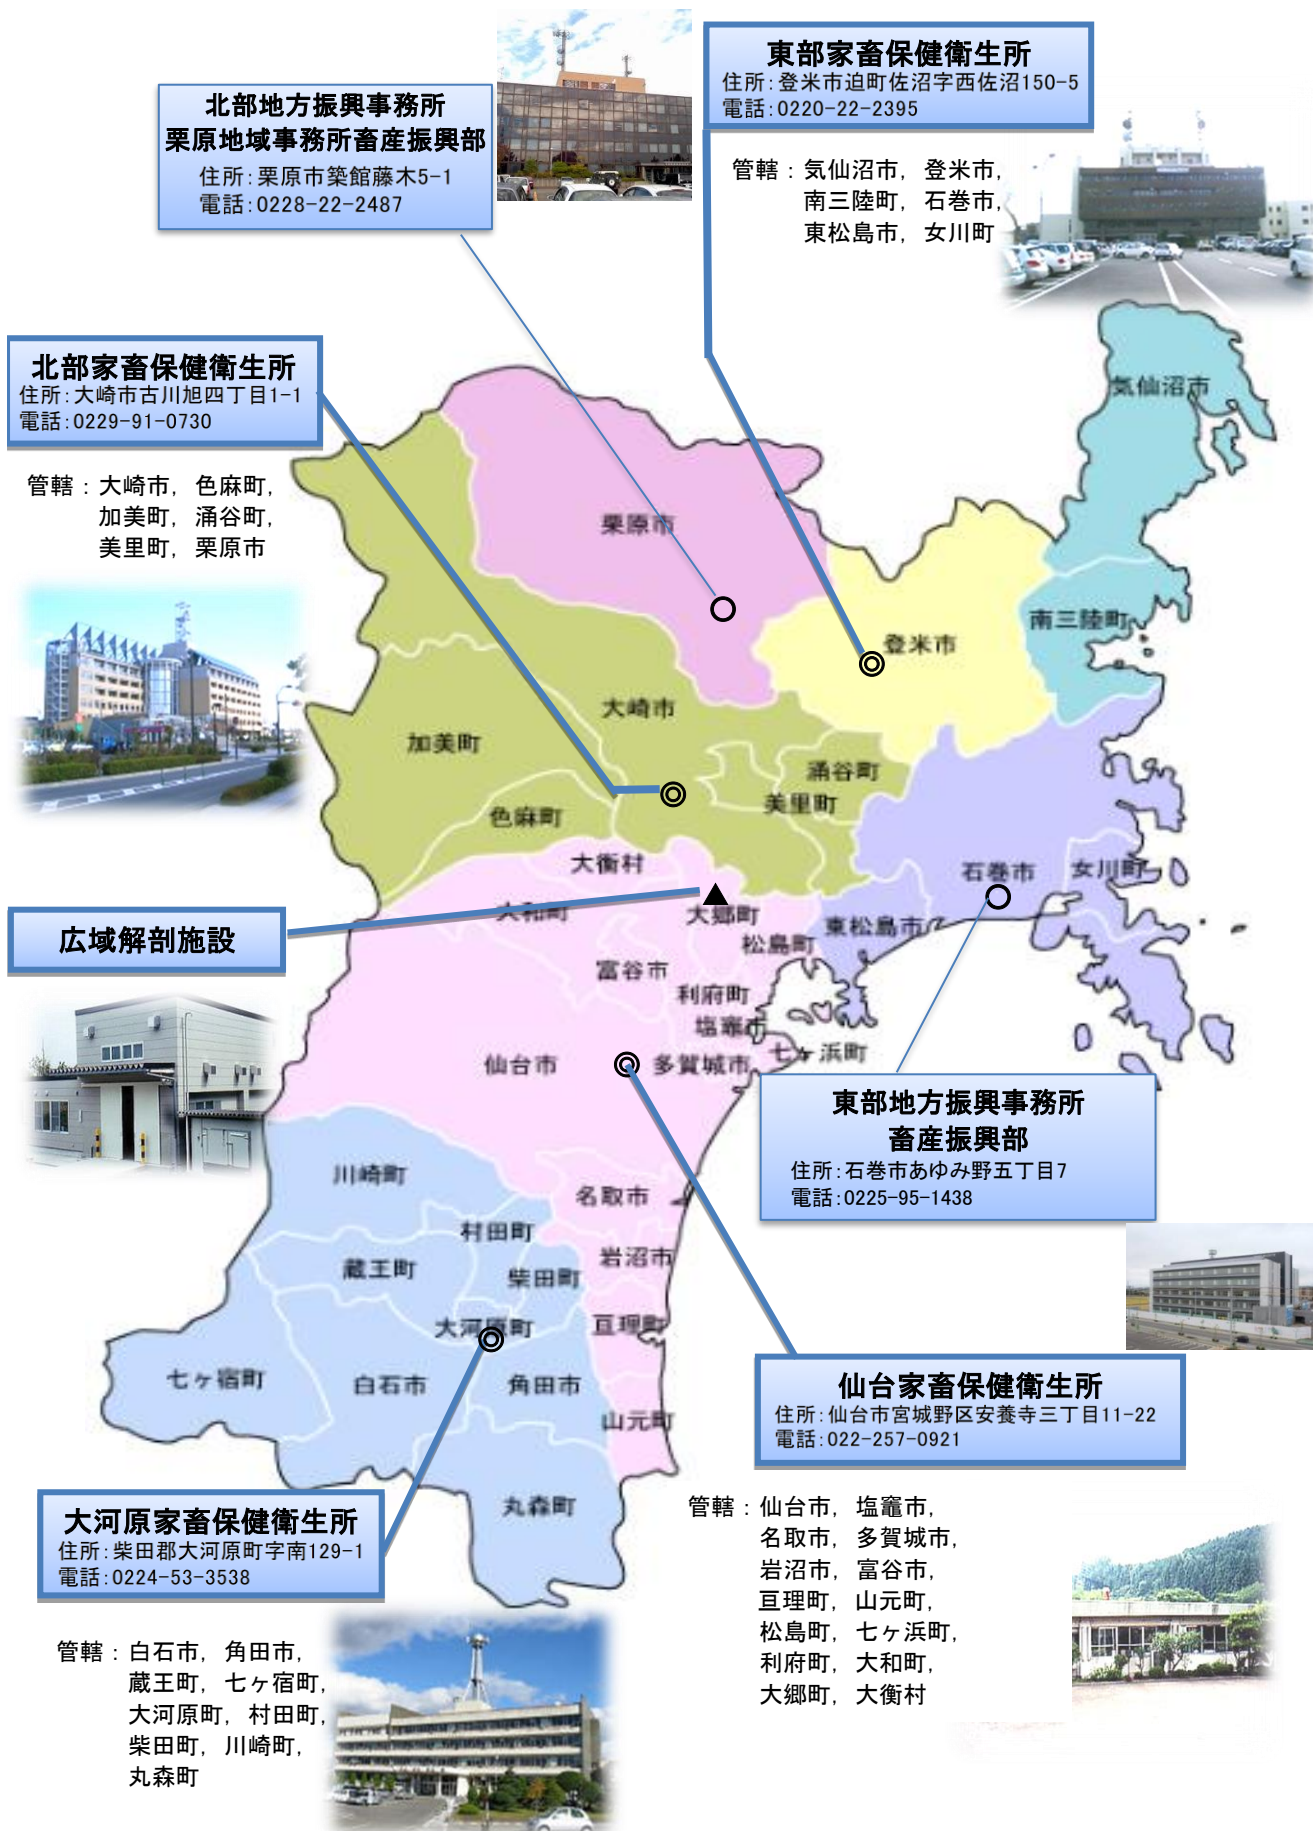 東部家畜保健衛生所
住所：登米市迫町佐沼字西佐沼150-5
電話：0220-22-2395
管轄：気仙沼市，登米市，
南三陸町，石巻市，
東松島市，女川町
北部地方振興事務所
栗原地域事務所畜産振興部
住所：栗原市築館藤木5-1
電話：0228-22-2487
北部家畜保健衛生所
住所：大崎市古川旭四丁目1-1
電話：0229-91-0730
管轄：大崎市，色麻町，
加美町，涌谷町，
美里町，栗原市
気仙沼市
栗原市
南三陸町
登米市
大崎市
加美町
涌谷町
美里町
色麻町
大衡村
石巻市
女川町
大和町
大郷町
東松島市
松島町
富谷市
利府町
塩竈市
七ヶ浜町
仙台市
多賀城市
広域解剖施設
東部地方振興事務所
畜産振興部
住所：石巻市あゆみ野五丁目7
電話：0225-95-1438
川崎町
名取市
村田町
岩沼市
蔵王町
柴田町
大河原町
亘理町
七ヶ宿町
白石市
角田市
山元町
丸森町
仙台家畜保健衛生所
住所：仙台市宮城野区安養寺三丁目11-22
電話：022-257-0921
管轄：仙台市，塩竈市，
名取市，多賀城市，
岩沼市，富谷市，
亘理町，山元町，
松島町，七ヶ浜町，
利府町，大和町，
大郷町，大衡村
大河原家畜保健衛生所
住所：柴田郡大河原町字南129-1
電話：0224-53-3538
管轄：白石市，角田市，
蔵王町，七ヶ宿町，
大河原町，村田町，
柴田町，川崎町，
丸森町